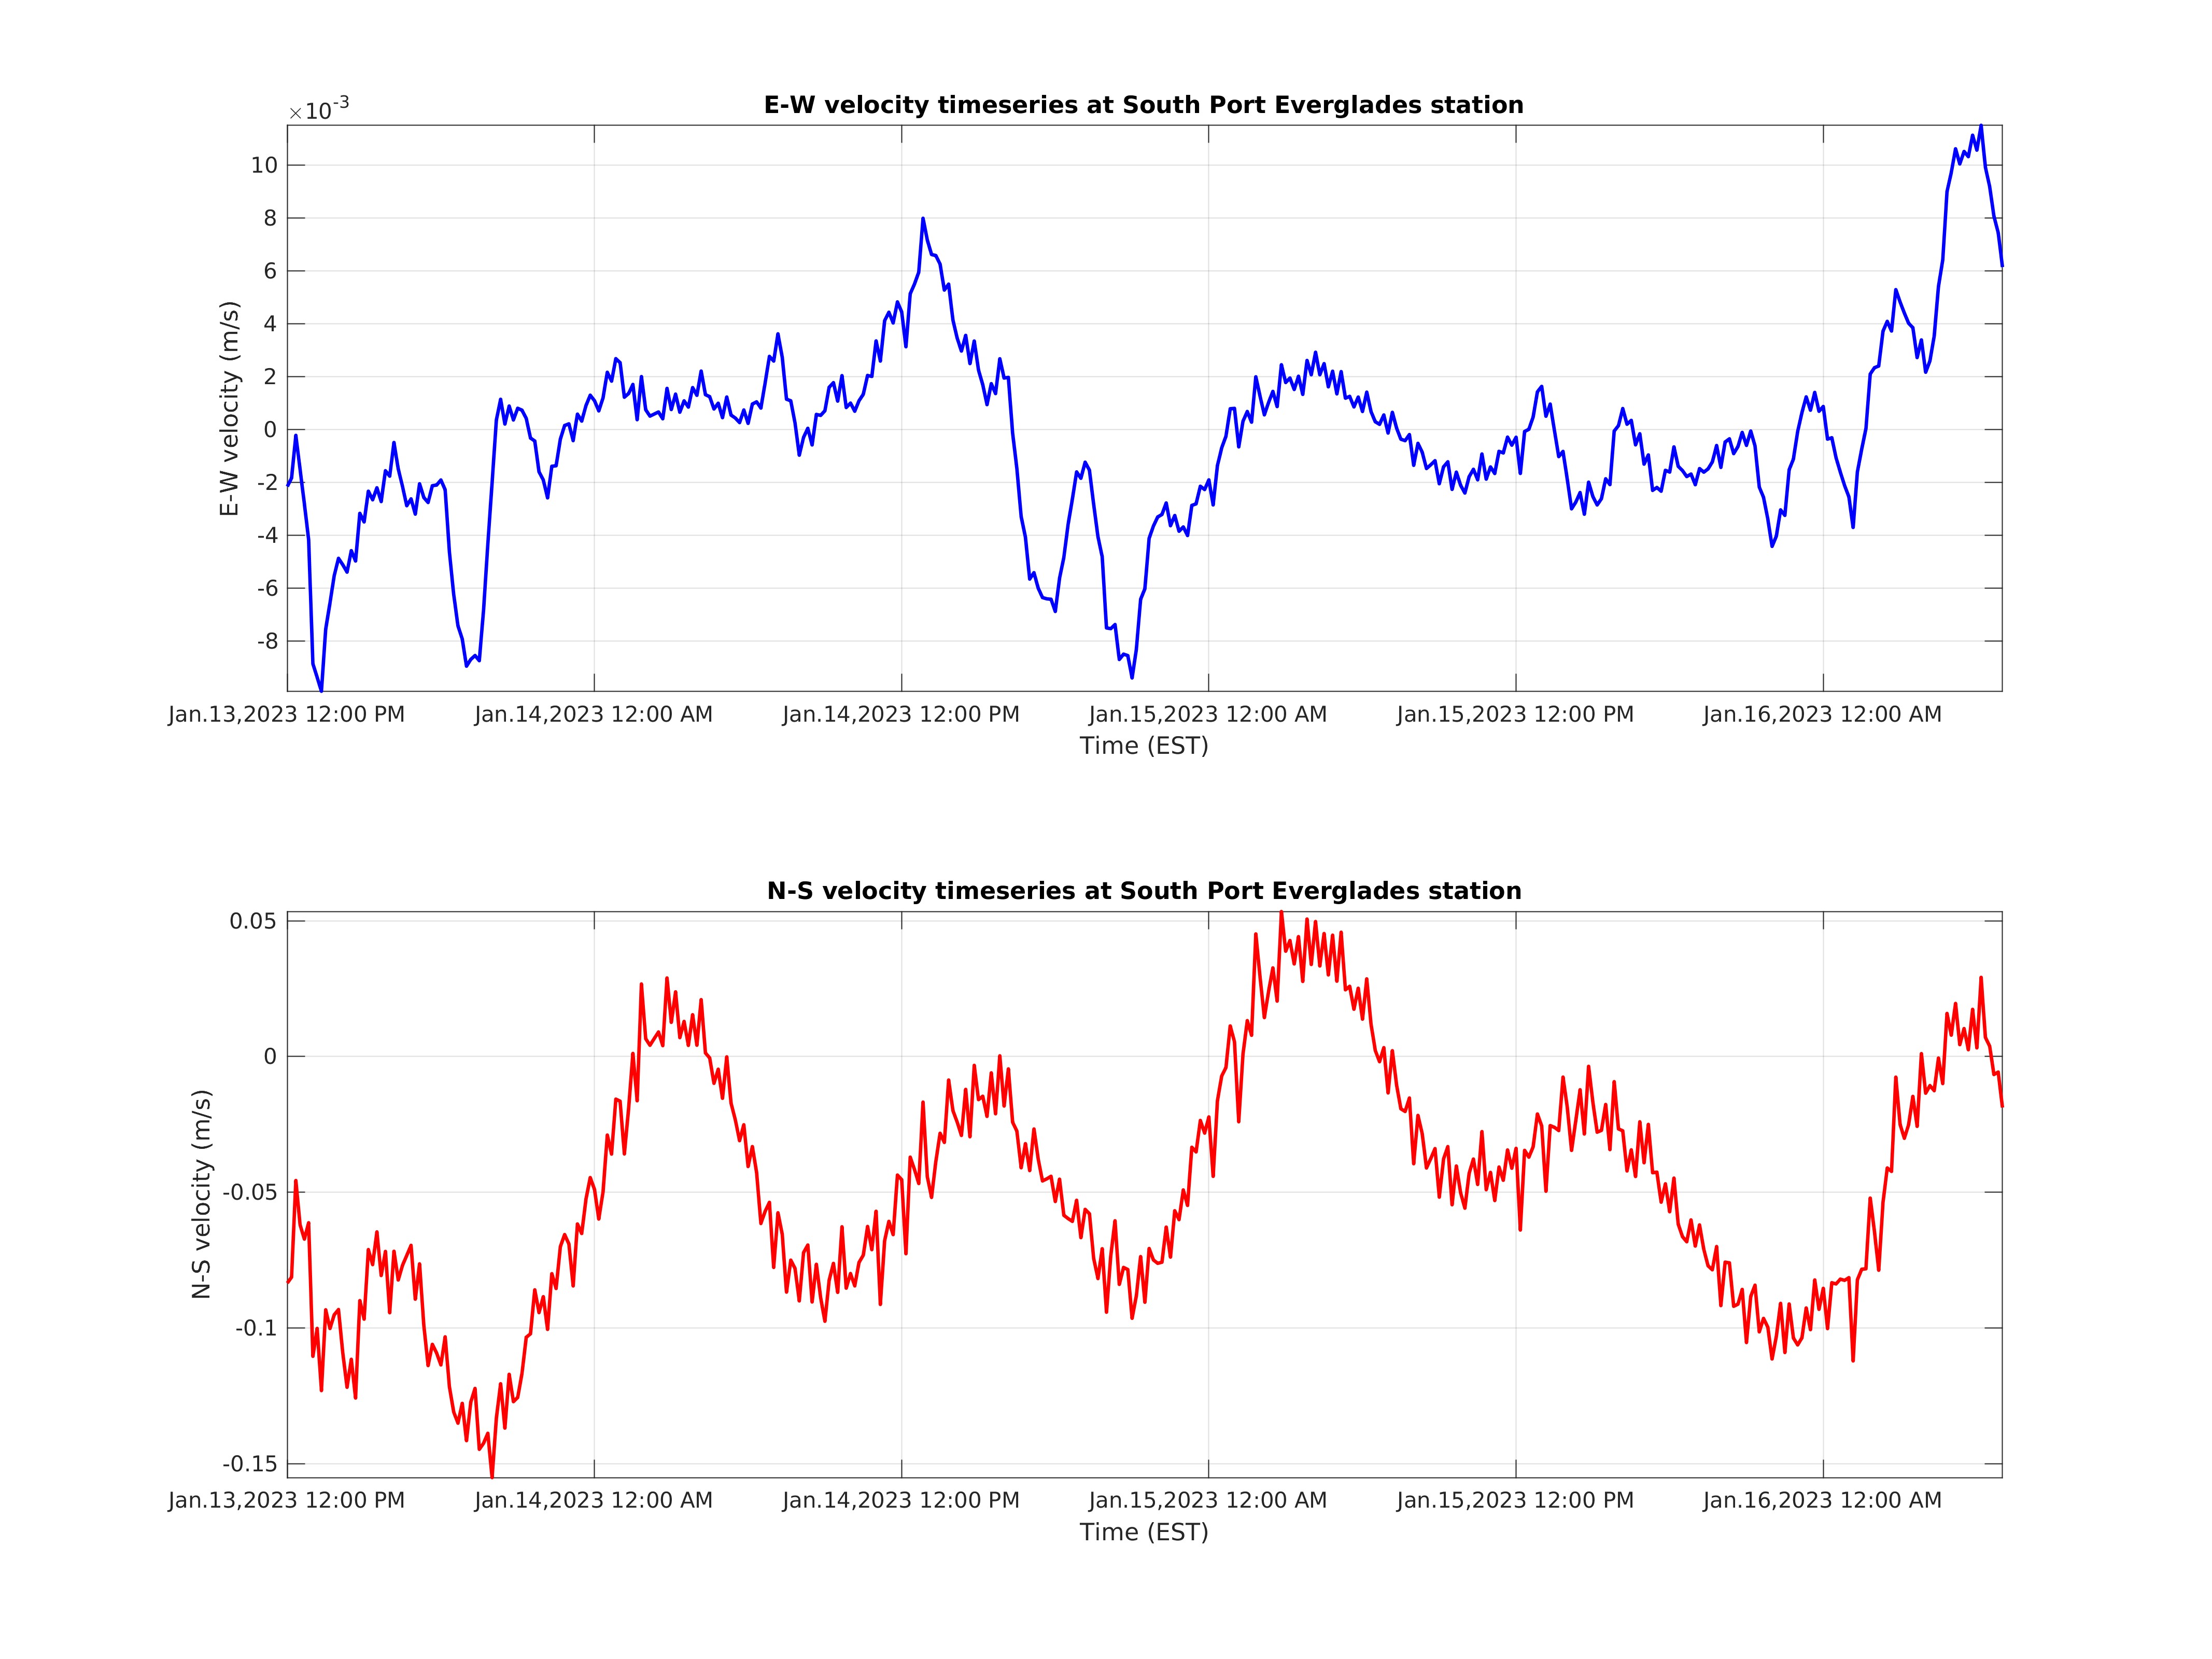 ×10-3
E-W velocity timeseries at South Port Everglades station
10
8
6
4
2
0
-2
-4
-6
-8
E-W velocity (m/s)
Jan.13,2023 12:00 PM Jan.14,2023 12:00 AM Jan.14,2023 12:00 PM Jan.15,2023 12:00 AM Jan.15,2023 12:00 PM Jan.16,2023 12:00 AM
Time (EST)
N-S velocity timeseries at South Port Everglades station
0.05
0
-0.05
-0.1
-0.15
N-S velocity (m/s)
Jan.13,2023 12:00 PM Jan.14,2023 12:00 AM Jan.14,2023 12:00 PM Jan.15,2023 12:00 AM Jan.15,2023 12:00 PM Jan.16,2023 12:00 AM
Time (EST)